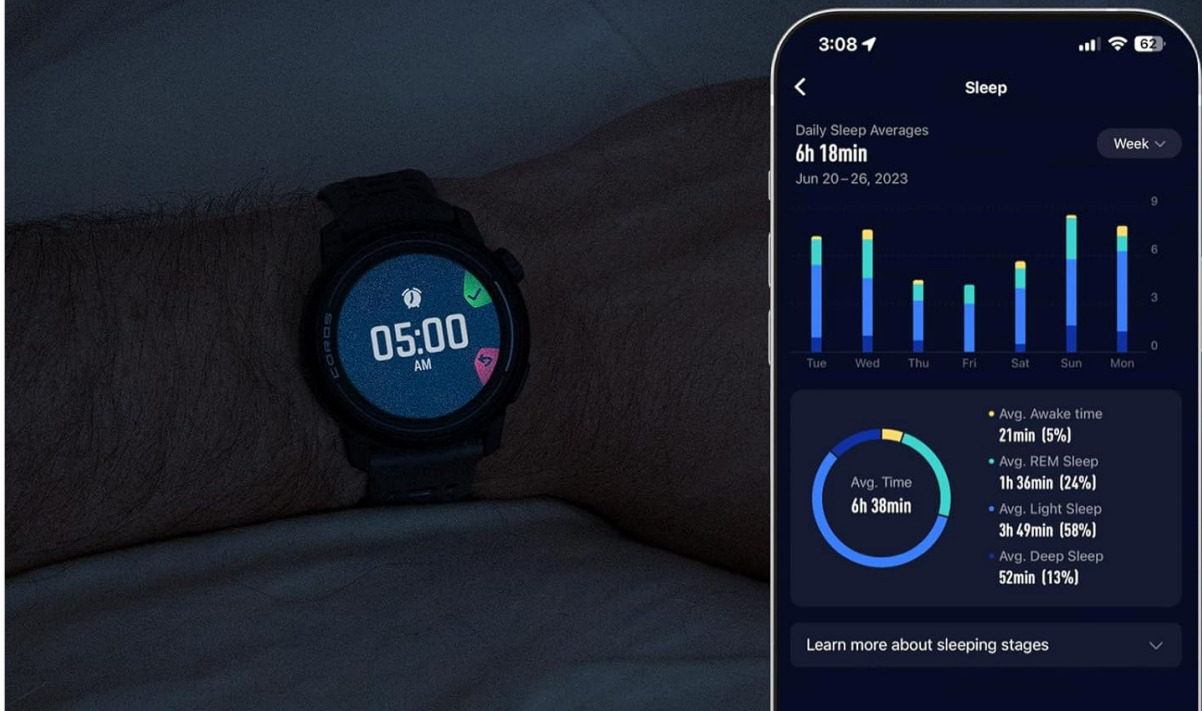 COROS
05:00
AM
3:08
62
Sleep
Daily Sleep Averages
6h 18min
Jun 20–26, 2023
Week
9
6
3
0
Tue Wed Thu Fri Sat Sun Mon
Avg. Time
6h 38min
Avg. Awake time
21min (5%)
Avg. REM Sleep
1h 36min (24%)
Avg. Light Sleep
3h 49min (58%)
Avg. Deep Sleep
52min (13%)
Learn more about sleeping stages